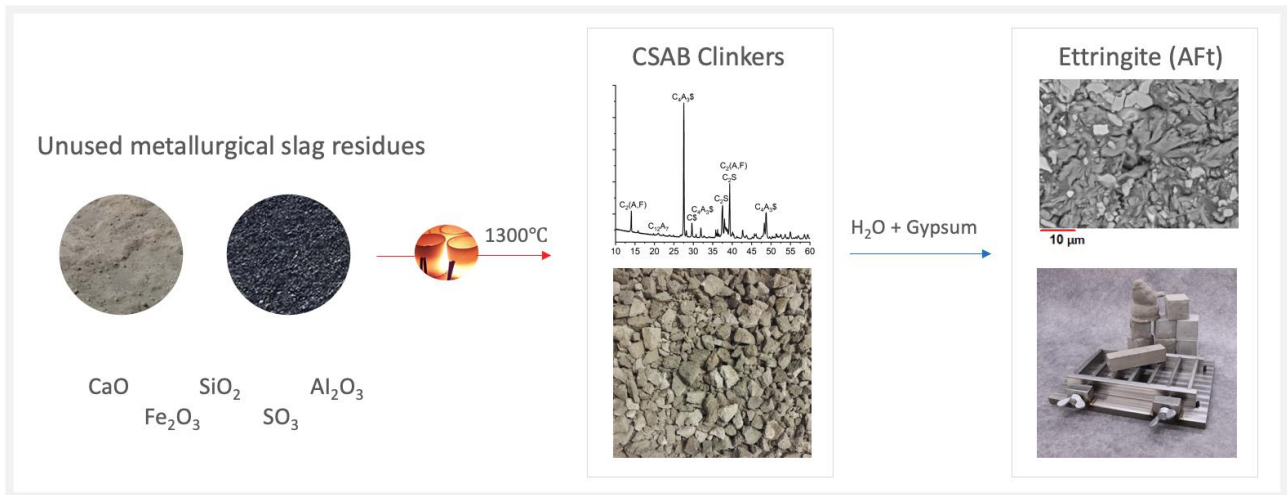 Unused metallurgical slag residues
CaO SiO₂ Al₂O₃
Fe₂O₃ SO₃
1300℃
CSAB Clinkers
C₄A₃$
C₂(A,F)
C₂S
C₂(A,F)
C₂S
C₄A₃$
C$
C₄A₃$
C₁₂A₇
10 15 20 25 30 35 40 45 50 55 60
H₂O + Gypsum
Ettringite (AFt)
10 µm